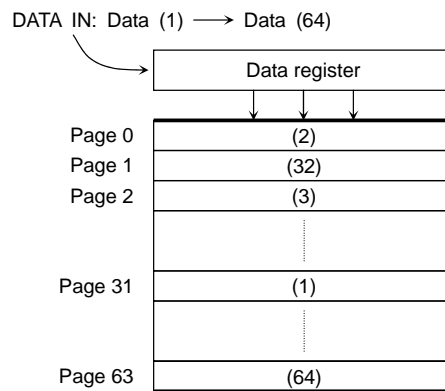 DATA IN: Data (1) ⟶ Data (64)
Data register
Page 0 (2)
Page 1 (32)
Page 2 (3)
Page 31 (1)
Page 63 (64)